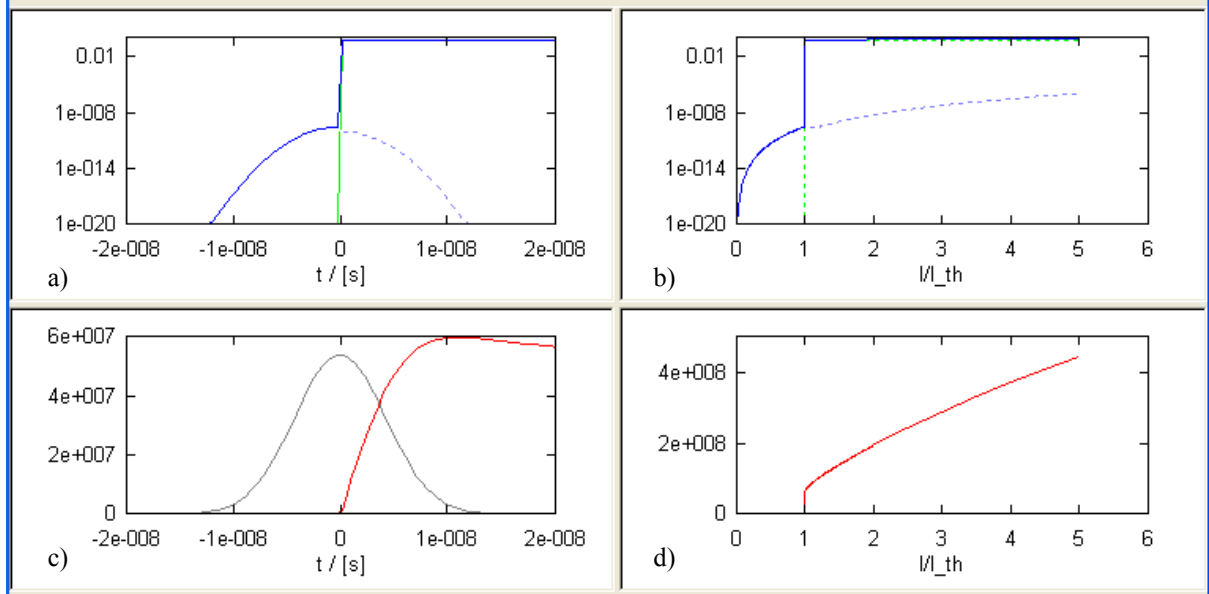 0.01
1e-008
1e-014
1e-020
-2e-008 -1e-008 0 1e-008 2e-008
a) t / [s]
0.01
1e-008
1e-014
1e-020
0 1 2 3 4 5 6
b) I/I_th
6e+007
4e+007
2e+007
0
-2e-008 -1e-008 0 1e-008 2e-008
c) t / [s]
4e+008
2e+008
0
0 1 2 3 4 5 6
d) I/I_th